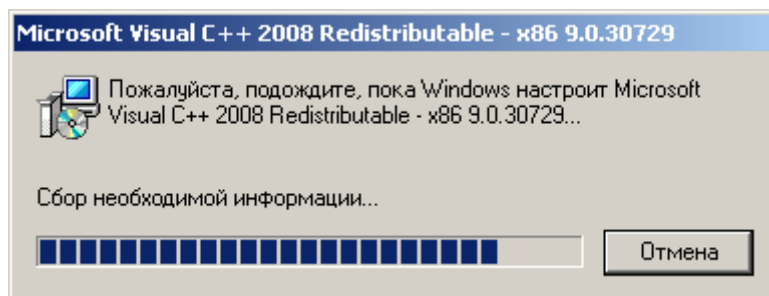 Microsoft Visual C++ 2008 Redistributable - x86 9.0.30729
Пожалуйста, подождите, пока Windows настроит Microsoft
Visual C++ 2008 Redistributable - x86 9.0.30729...
Сбор необходимой информации...
Отмена